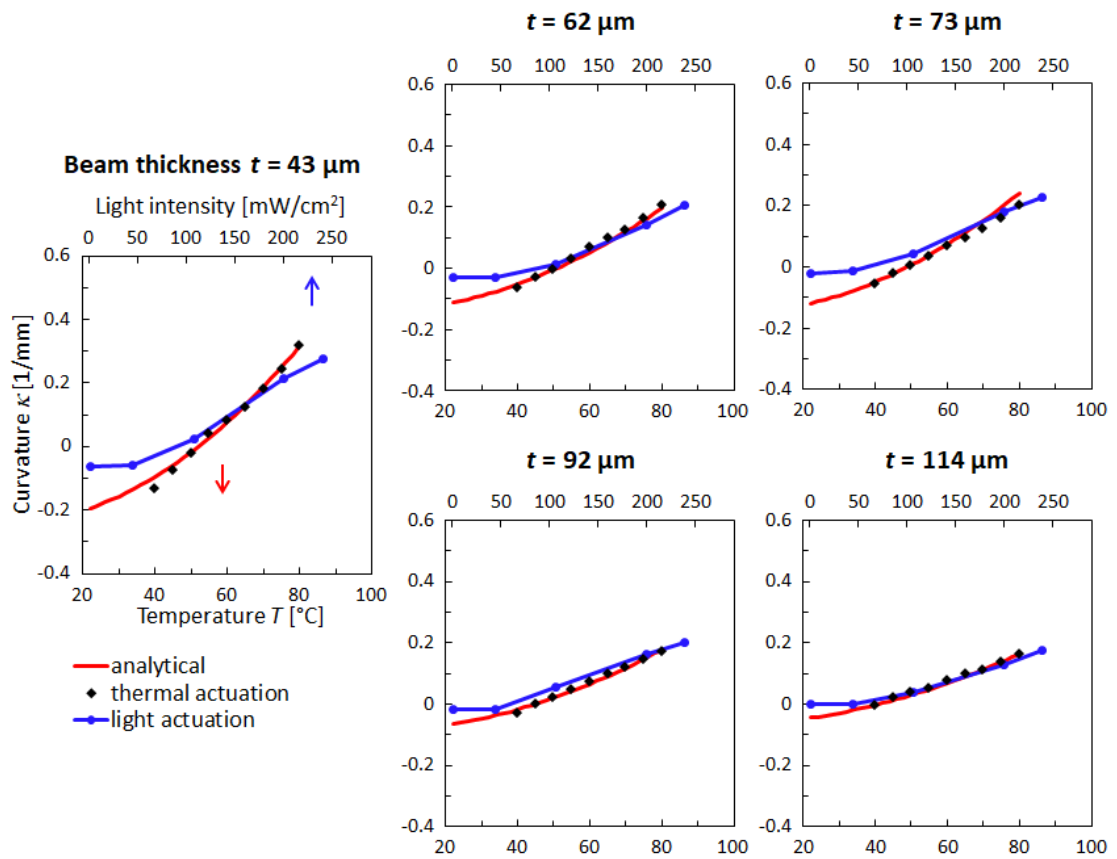 t = 62 µm
0 50 100 150 200 250
0.6
0.4
0.2
0
-0.2
-0.4
20 40 60 80 100
t = 73 µm
0 50 100 150 200 250
0.6
0.4
0.2
0
-0.2
-0.4
20 40 60 80 100
Beam thickness t = 43 µm
Light intensity [mW/cm²]
0 50 100 150 200 250
Curvature κ [1/mm]
0.6
0.4
0.2
0
-0.2
-0.4
20 40 60 80 100
Temperature T [°C]
analytical
thermal actuation
light actuation
t = 92 µm
0 50 100 150 200 250
0.6
0.4
0.2
0
-0.2
-0.4
20 40 60 80 100
t = 114 µm
0 50 100 150 200 250
0.6
0.4
0.2
0
-0.2
-0.4
20 40 60 80 100